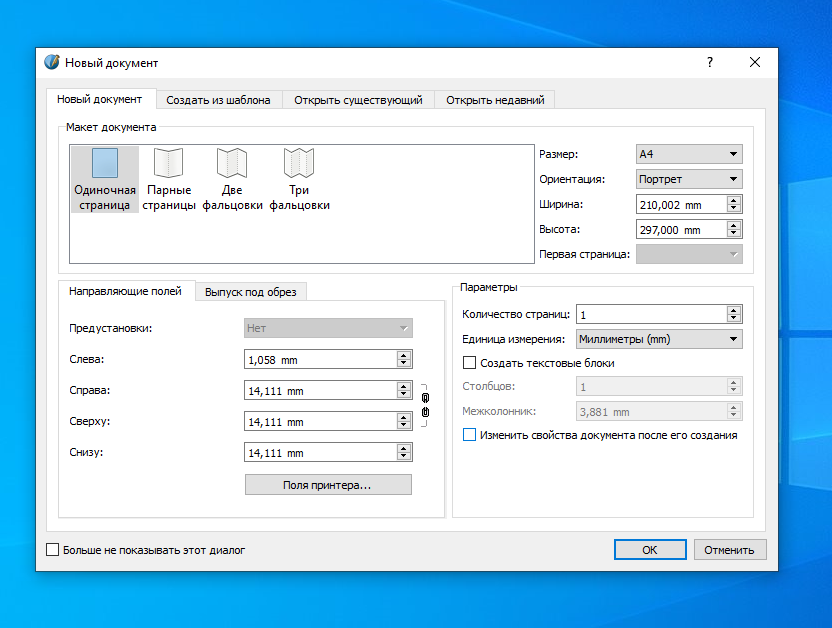 Новый документ
?
Новый документ
Создать из шаблона
Открыть существующий
Открыть недавний
Макет документа
Одиночная
страница
Парные
страницы
Две
фальцовки
Три
фальцовки
Размер:
A4
Ориентация:
Портрет
Ширина:
210,002 mm
Высота:
297,000 mm
Первая страница:
Направляющие полей
Выпуск под обрез
Предустановки:
Нет
Слева:
1,058 mm
Справа:
14,111 mm
Сверху:
14,111 mm
Снизу:
14,111 mm
Поля принтера...
Параметры
Количество страниц:
1
Единица измерения:
Миллиметры (mm)
Создать текстовые блоки
Столбцов:
1
Межколонник:
3,881 mm
Изменить свойства документа после его создания
Больше не показывать этот диалог
OK
Отменить